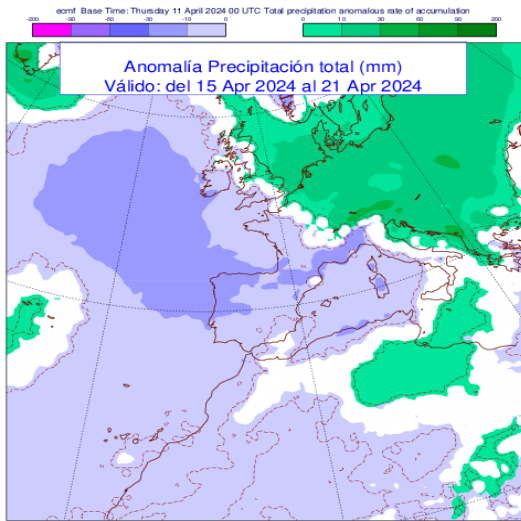 ecmf Base Time: Thursday 11 April 2024 00 UTC Total precipitation anomalous rate of accumulation
-200 -90 -60 -30 -10 0 0 10 30 60 90 200
Anomalía Precipitación total (mm)
Válido: del 15 Apr 2024 al 21 Apr 2024